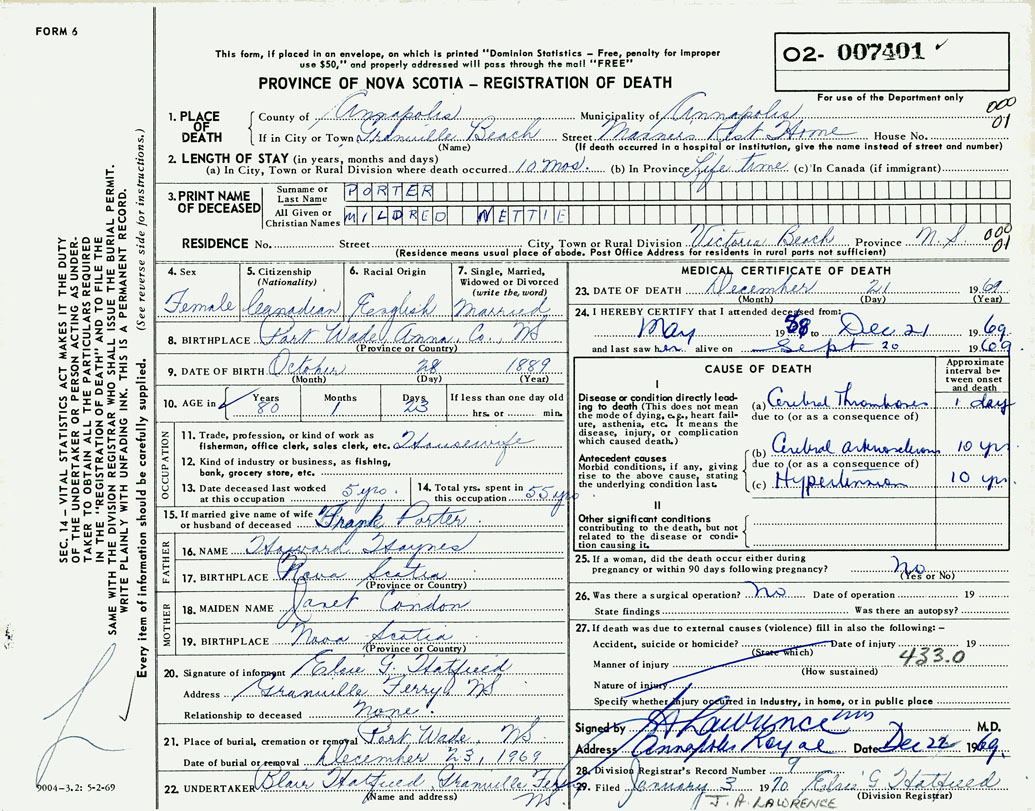 FORM 6
This form, if placed in an envelope, on which is printed "Dominion Statistics – Free, penalty for improper
use $50," and properly addressed will pass through the mail "FREE"
PROVINCE OF NOVA SCOTIA – REGISTRATION OF DEATH
O2- 007401
For use of the Department only
1. PLACE OF DEATH
County of Annapolis Municipality of Annapolis 000
If in City or Town Granville Beach Street Mariners Rest Home House No. 01
(Name) (If death occurred in a hospital or institution, give the name instead of street and number)
2. LENGTH OF STAY (in years, months and days)
(a) In City, Town or Rural Division where death occurred 10 mos. (b) In Province Life time (c) In Canada (if immigrant)
3. PRINT NAME OF DECEASED
Surname or Last Name PORTER
All Given or Christian Names MILDRED NETTIE
RESIDENCE No. Street City, Town or Rural Division Victoria Beach Province N.S. 000 01
(Residence means usual place of abode. Post Office Address for residents in rural parts not sufficient)
4. Sex Female
5. Citizenship (Nationality) Canadian
6. Racial Origin English
7. Single, Married, Widowed or Divorced (write the word) Married
8. BIRTHPLACE Port Wade, Anna. Co., NS
(Province or Country)
9. DATE OF BIRTH October 28 1889
(Month) (Day) (Year)
10. AGE in Years 80 Months 1 Days 23 If less than one day old hrs. or min.
OCCUPATION
11. Trade, profession or kind of work as
fisherman, office clerk, sales clerk, etc. Housewife
12. Kind of industry or business, as fishing,
bank, grocery store, etc.
13. Date deceased last worked at this occupation 5 yrs.
14. Total yrs. spent in this occupation 55 yrs
15. If married give name of wife or husband of deceased Frank Porter
FATHER
16. NAME Howard Haynes
17. BIRTHPLACE Nova Scotia
(Province or Country)
MOTHER
18. MAIDEN NAME Janet Condon
19. BIRTHPLACE Nova Scotia
(Province or Country)
20. Signature of informant Elsie G. Hatfield
Address Granville Ferry, NS
Relationship to deceased None.
21. Place of burial, cremation or removal Port Wade, NS
Date of burial or removal December 23, 1969
22. UNDERTAKER Blair Hatfield, Granville Fer NS
(Name and address)
MEDICAL CERTIFICATE OF DEATH
23. DATE OF DEATH December 21 1969
(Month) (Day) (Year)
24. I HEREBY CERTIFY that I attended deceased from:
May 1958 to Dec 21 1969
and last saw her alive on Sept 20 1969
CAUSE OF DEATH
Approximate interval between onset and death
I
Disease or condition directly leading to death (This does not
mean the mode of dying, e.g., heart failure, asthenia, etc. It means the
disease, injury, or complication which caused death.)
(a) Cerebral Thrombosis 1 day
due to (or as a consequence of)
Antecedent causes
Morbid conditions, if any, giving rise to the above cause, stating the underlying condition last.
(b) Cerebral arteriosclerosis 10 yrs
due to (or as a consequence of)
(c) Hypertension 10 yrs
II
Other significant conditions
contributing to the death, but not related to the disease or condition causing it.
25. If a woman, did the death occur either during
pregnancy or within 90 days following pregnancy? No
(Yes or No)
26. Was there a surgical operation? No Date of operation 19
State findings Was there an autopsy?
27. If death was due to external causes (violence) fill in also the following: –
Accident, suicide or homicide? Date of injury 19
(State which) 433.0
Manner of injury
(How sustained)
Nature of injury
Specify whether injury occurred in industry, in home, or in public place
Signed by Lawrence M.D.
Address Annapolis Royal Date Dec 22 1969
28. Division Registrar's Record Number 9
29. Filed January 3 1970 Elsie G Hatfield
(Division Registrar)
J. A. LAWRENCE
SEC. 14 – VITAL STATISTICS ACT MAKES IT THE DUTY
OF THE UNDERTAKER OR PERSON ACTING AS UNDER-
TAKER TO OBTAIN ALL THE PARTICULARS REQUIRED
IN THE "REGISTRATION OF DEATH" AND TO FILE THE
SAME WITH THE DIVISION REGISTRAR WHO SHALL ISSUE THE BURIAL PERMIT.
WRITE PLAINLY WITH UNFADING INK. THIS IS A PERMANENT RECORD.
Every item of information should be carefully supplied. (See reverse side for instructions.)
9004-3.2: 5-2-69